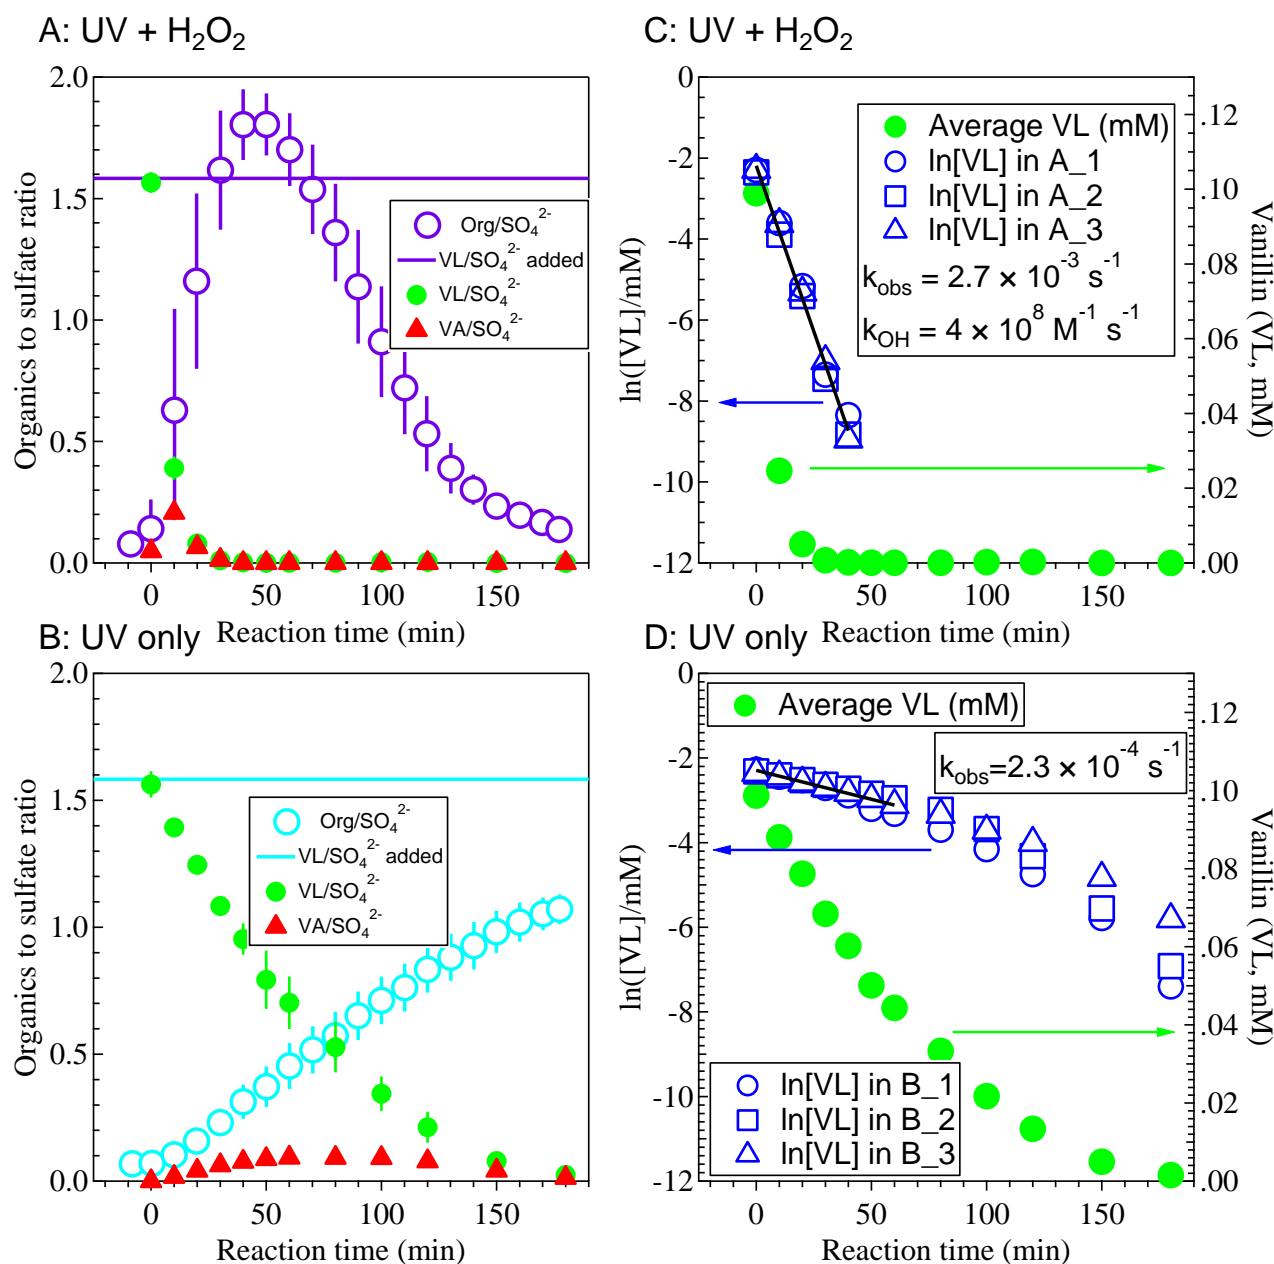 A: UV + H₂O₂
2.0
1.5
1.0
0.5
0.0
Organics to sulfate ratio
Org/SO₄²⁻
VL/SO₄²⁻ added
VL/SO₄²⁻
VA/SO₄²⁻
0
50
100
150
Reaction time (min)
C: UV + H₂O₂
0
-2
-4
-6
-8
-10
-12
ln([VL]/mM)
Average VL (mM)
ln[VL] in A_1
ln[VL] in A_2
ln[VL] in A_3
k_obs = 2.7 × 10⁻³ s⁻¹
k_OH = 4 × 10⁸ M⁻¹ s⁻¹
.12
.10
.08
.06
.04
.02
.00
Vanillin (VL, mM)
0
50
100
150
Reaction time (min)
B: UV only
2.0
1.5
1.0
0.5
0.0
Organics to sulfate ratio
Org/SO₄²⁻
VL/SO₄²⁻ added
VL/SO₄²⁻
VA/SO₄²⁻
0
50
100
150
Reaction time (min)
D: UV only
0
-2
-4
-6
-8
-10
-12
ln([VL]/mM)
Average VL (mM)
k_obs=2.3 × 10⁻⁴ s⁻¹
ln[VL] in B_1
ln[VL] in B_2
ln[VL] in B_3
.12
.10
.08
.06
.04
.02
.00
Vanillin (VL, mM)
0
50
100
150
Reaction time (min)